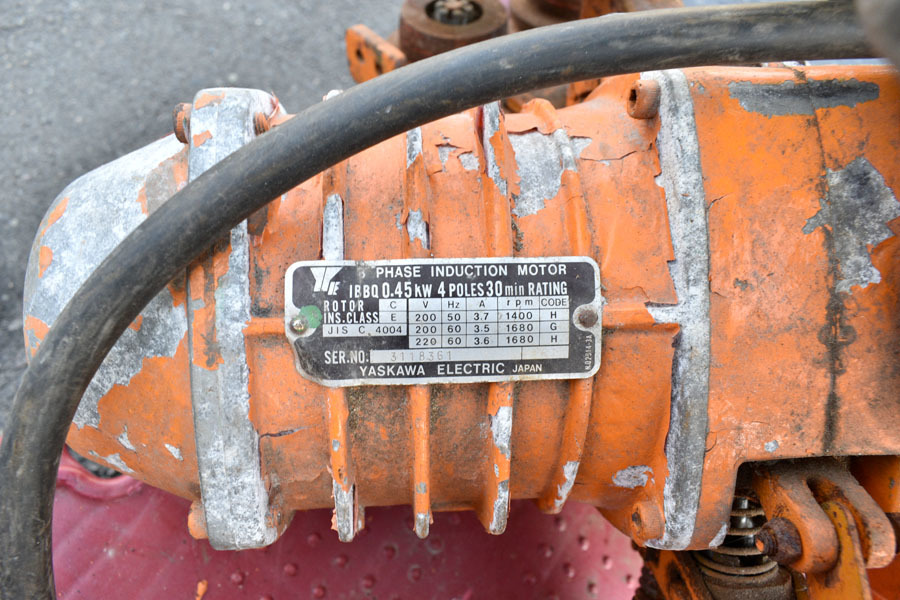 3 PHASE INDUCTION MOTOR
IBBQ 0.45KW 4 POLES 30 min RATING
ROTOR
INS. CLASS
C V Hz A rpm CODE
E 200 50 3.7 1400 H
JIS C 4004 200 60 3.5 1680 G
220 60 3.6 1680 H
SER. NO: 3118361
YASKAWA ELECTRIC JAPAN